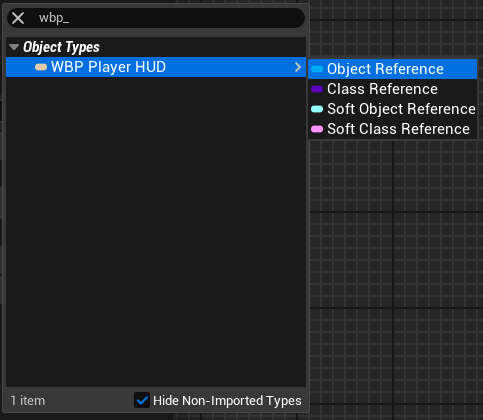 wbp_
Object Types
WBP Player HUD
Object Reference
Class Reference
Soft Object Reference
Soft Class Reference
1 item
Hide Non-Imported Types